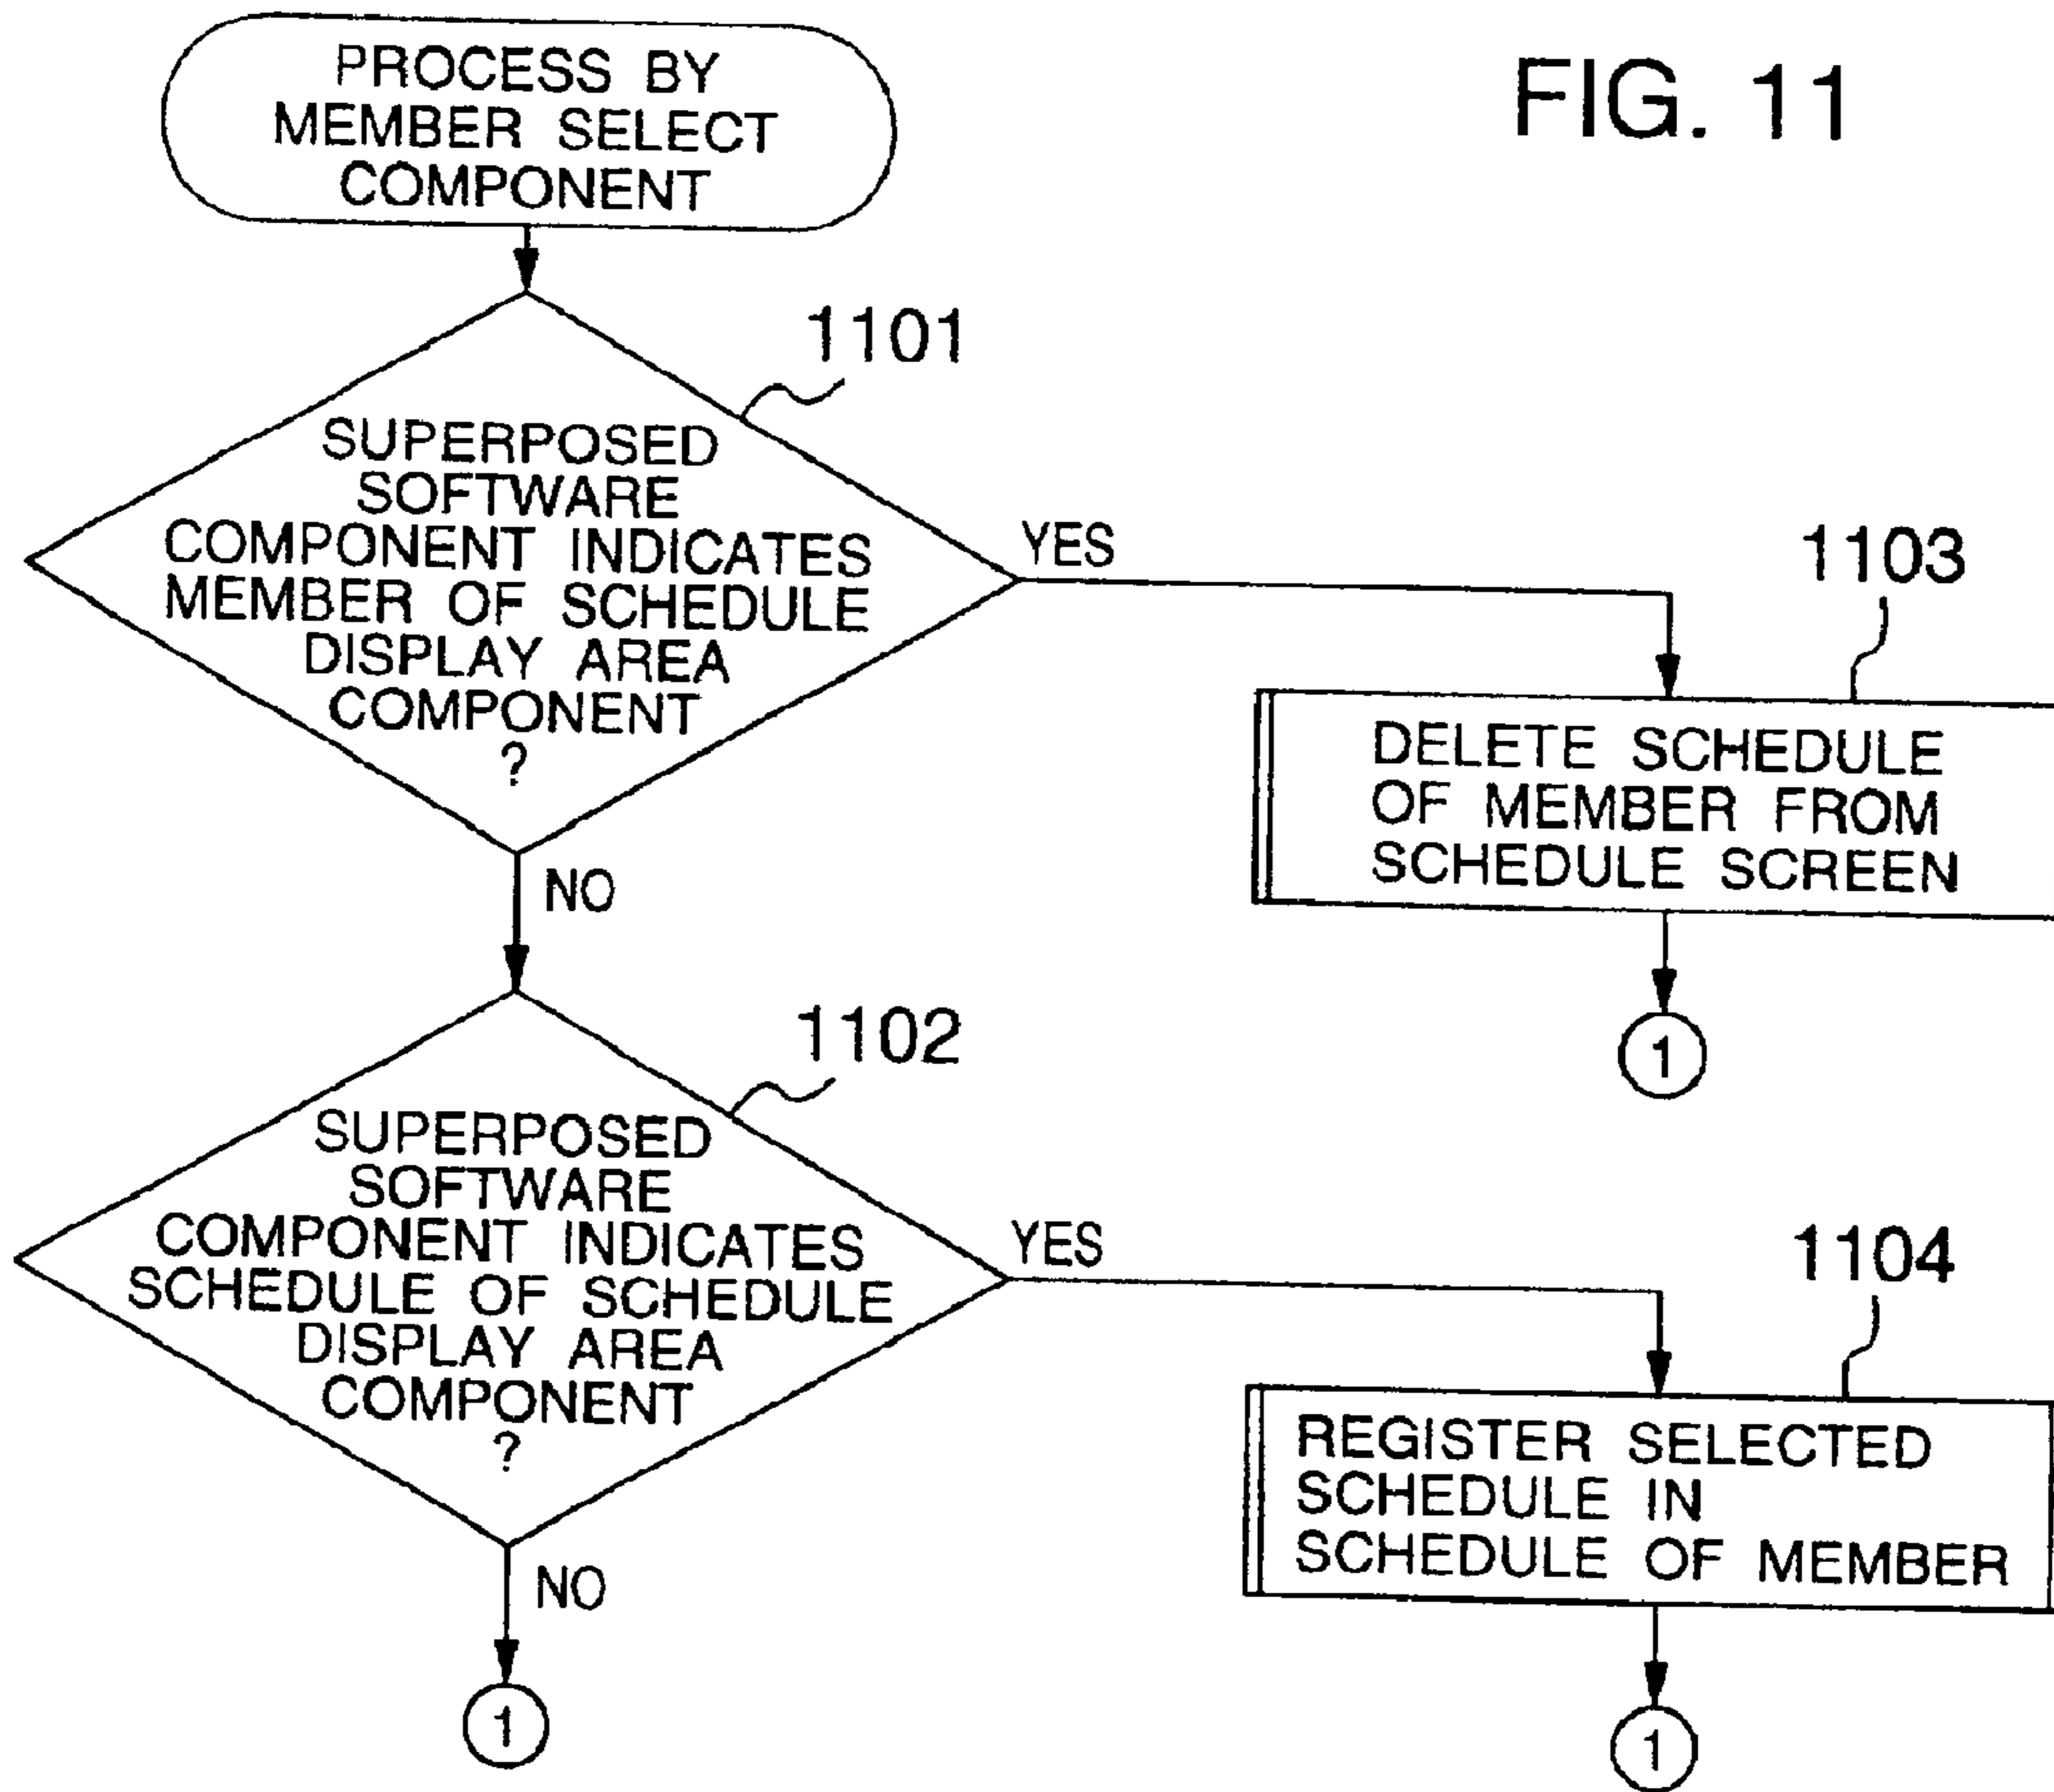 PROCESS BY
MEMBER SELECT
COMPONENT
FIG. 11
1101
SUPERPOSED
SOFTWARE
COMPONENT INDICATES
MEMBER OF SCHEDULE
DISPLAY AREA
COMPONENT
?
YES
NO
1103
DELETE SCHEDULE
OF MEMBER FROM
SCHEDULE SCREEN
1
1102
SUPERPOSED
SOFTWARE
COMPONENT INDICATES
SCHEDULE OF SCHEDULE
DISPLAY AREA
COMPONENT
?
YES
NO
1
1104
REGISTER SELECTED
SCHEDULE IN
SCHEDULE OF MEMBER
1